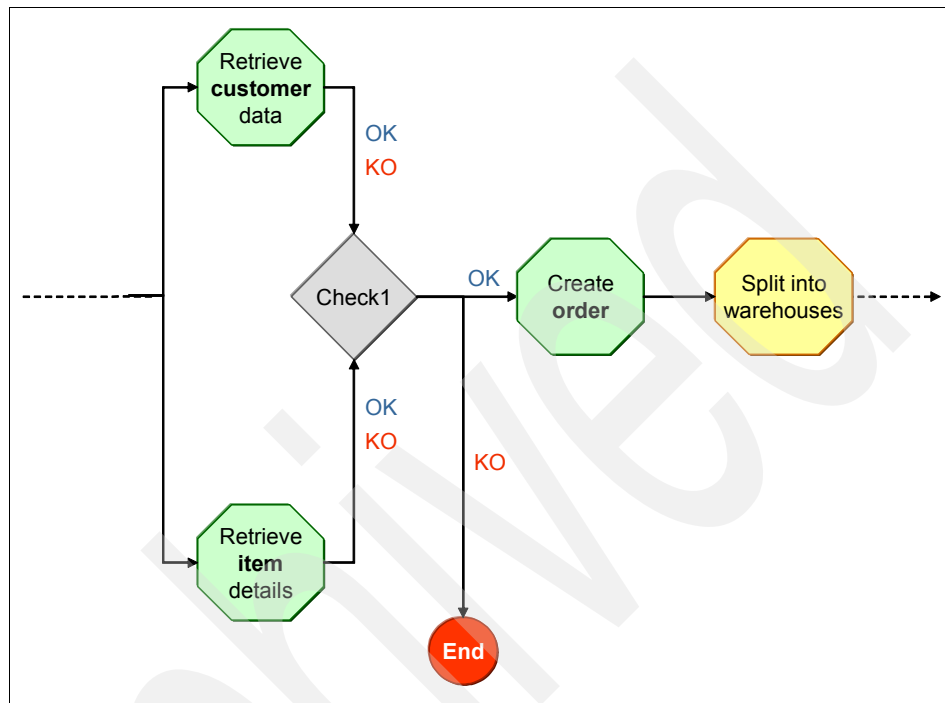 Retrieve
customer
data
OK
KO
Check1
OK
Create
order
Split into
warehouses
OK
KO
KO
Retrieve
item
details
End